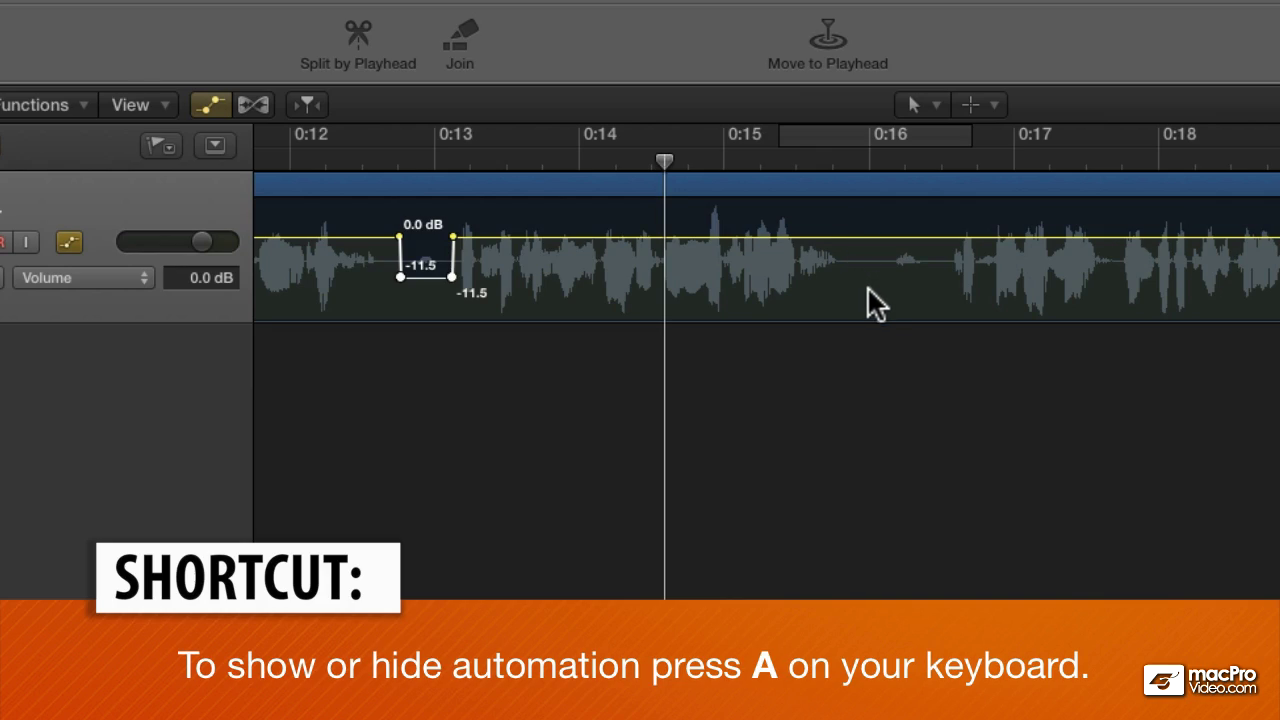 Split by Playhead
Join
Move to Playhead
unctions
View
0:12
0:13
0:14
0:15
0:16
0:17
0:18
R
I
0.0 dB
-11.5
-11.5
Volume
0.0 dB
SHORTCUT:
To show or hide automation press A on your keyboard.
macPro
Video.com